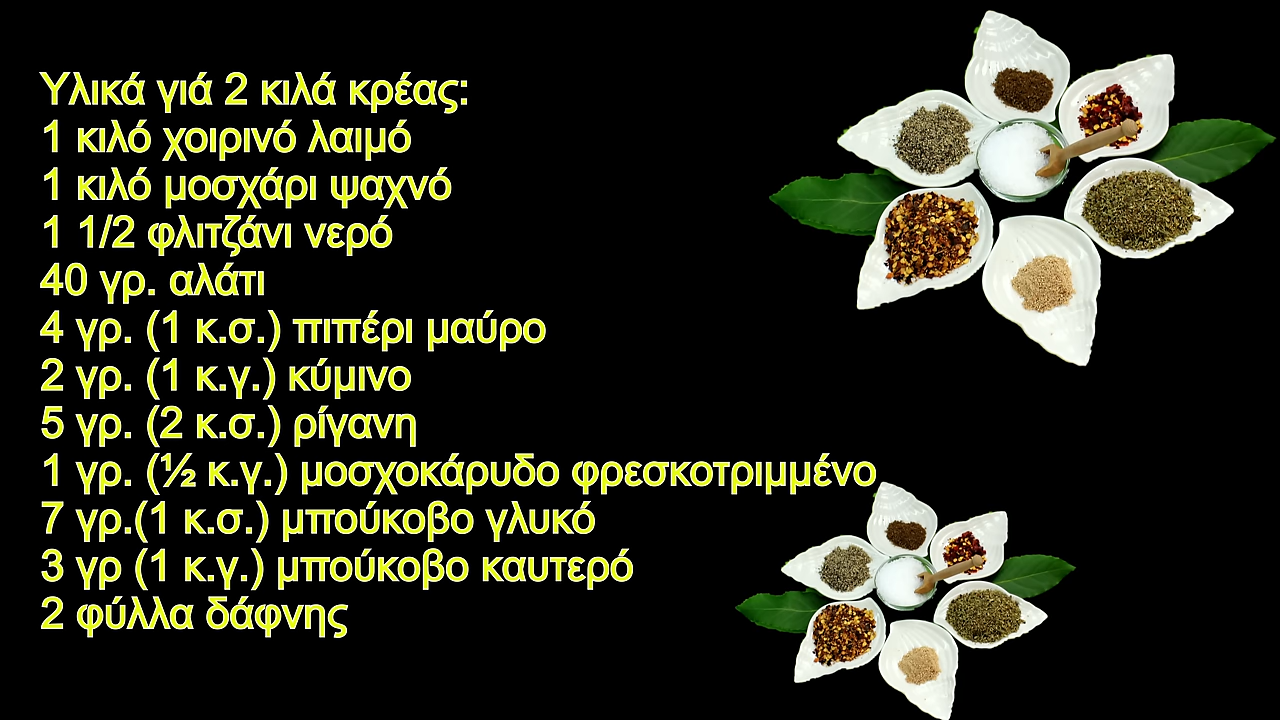 Υλικά γιά 2 κιλά κρέας:
1 κιλό χοιρινό λαιμό
1 κιλό μοσχάρι ψαχνό
1 1/2 φλιτζάνι νερό
40 γρ. αλάτι
4 γρ. (1 κ.σ.) πιπέρι μαύρο
2 γρ. (1 κ.γ.) κύμινο
5 γρ. (2 κ.σ.) ρίγανη
1 γρ. (½ κ.γ.) μοσχοκάρυδο φρεσκοτριμμένο
7 γρ.(1 κ.σ.) μπούκοβο γλυκό
3 γρ (1 κ.γ.) μπούκοβο καυτερό
2 φύλλα δάφνης